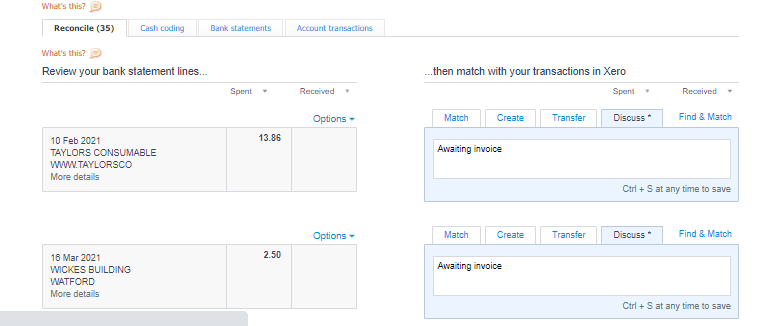 What's this?
Reconcile (35) Cash coding Bank statements Account transactions
What's this?
Review your bank statement lines... ...then match with your transactions in Xero
Spent Received Spent Received
Options Match Create Transfer Discuss * Find & Match
10 Feb 2021 13.86
TAYLORS CONSUMABLE
WWW.TAYLORSCO
More details
Awaiting invoice
Ctrl + S at any time to save
Options Match Create Transfer Discuss * Find & Match
16 Mar 2021 2.50
WICKES BUILDING
WATFORD
More details
Awaiting invoice
Ctrl + S at any time to save